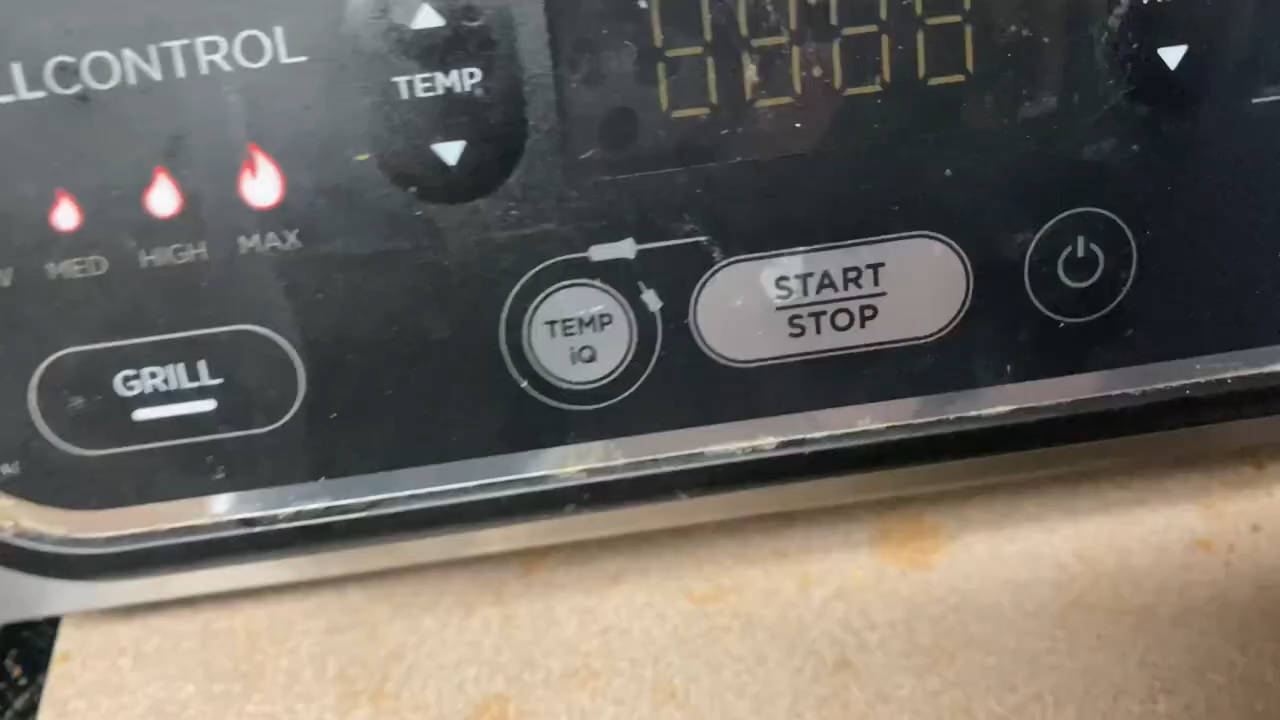 LLCONTROL
TEMP
MED HIGH MAX
GRILL
TEMP
iQ
START
STOP